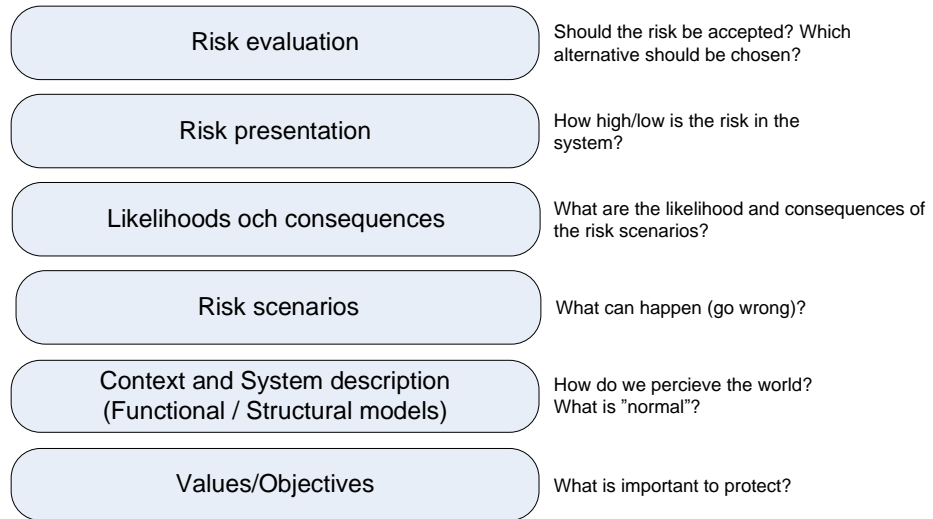 Risk evaluation
Should the risk be accepted? Which
alternative should be chosen?
Risk presentation
How high/low is the risk in the
system?
Likelihoods och consequences
What are the likelihood and consequences of
the risk scenarios?
Risk scenarios
What can happen (go wrong)?
Context and System description
(Functional / Structural models)
How do we percieve the world?
What is ”normal”?
Values/Objectives
What is important to protect?